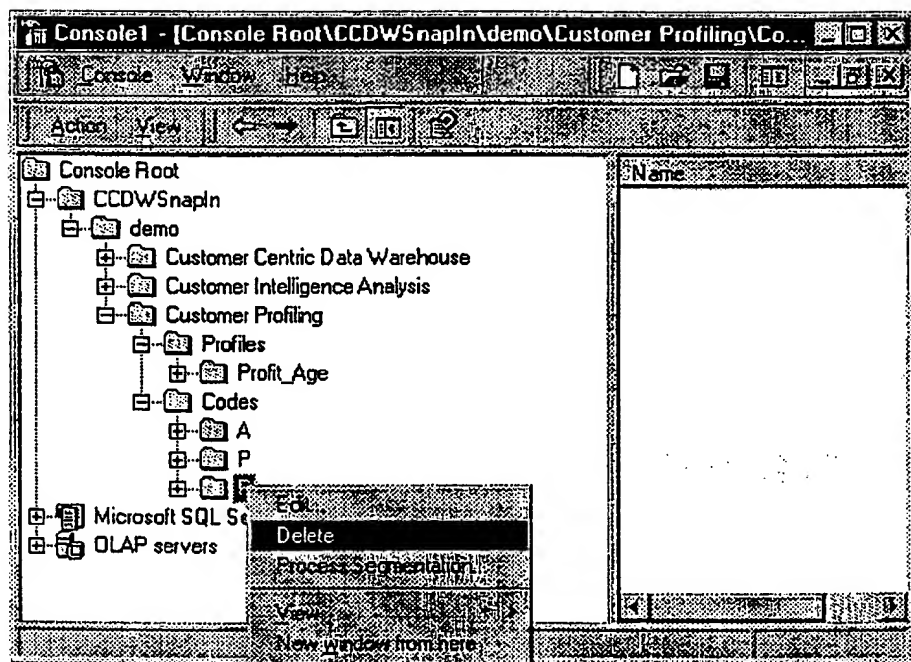 Console1 - [Console Root\CCDWSnapIn\demo\Customer Profiling\Co...
Console Window Help
Action View
Console Root
CCDWSnapIn
demo
Customer Centric Data Warehouse
Customer Intelligence Analysis
Customer Profiling
Profiles
Profit_Age
Codes
A
P
Microsoft SQL Se
OLAP servers
Name
Edit...
Delete
Process Segmentation...
View
New window from here